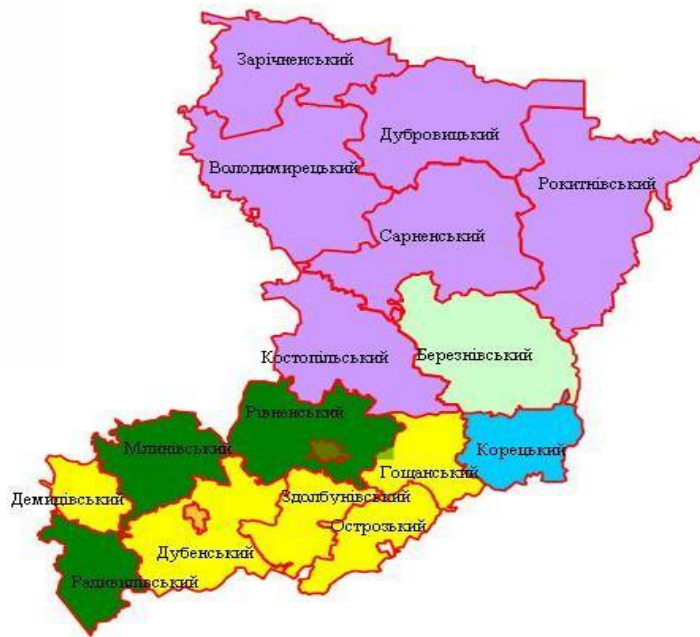 Зарічненський
Дубровицький
Володимирецький
Рокитнівський
Сарненський
Березнівський
Костопільський
Рівненський
Млинівський
Корецький
Гощанський
Демидівський
Здолбунівський
Острозький
Дубенський
Радивилівський